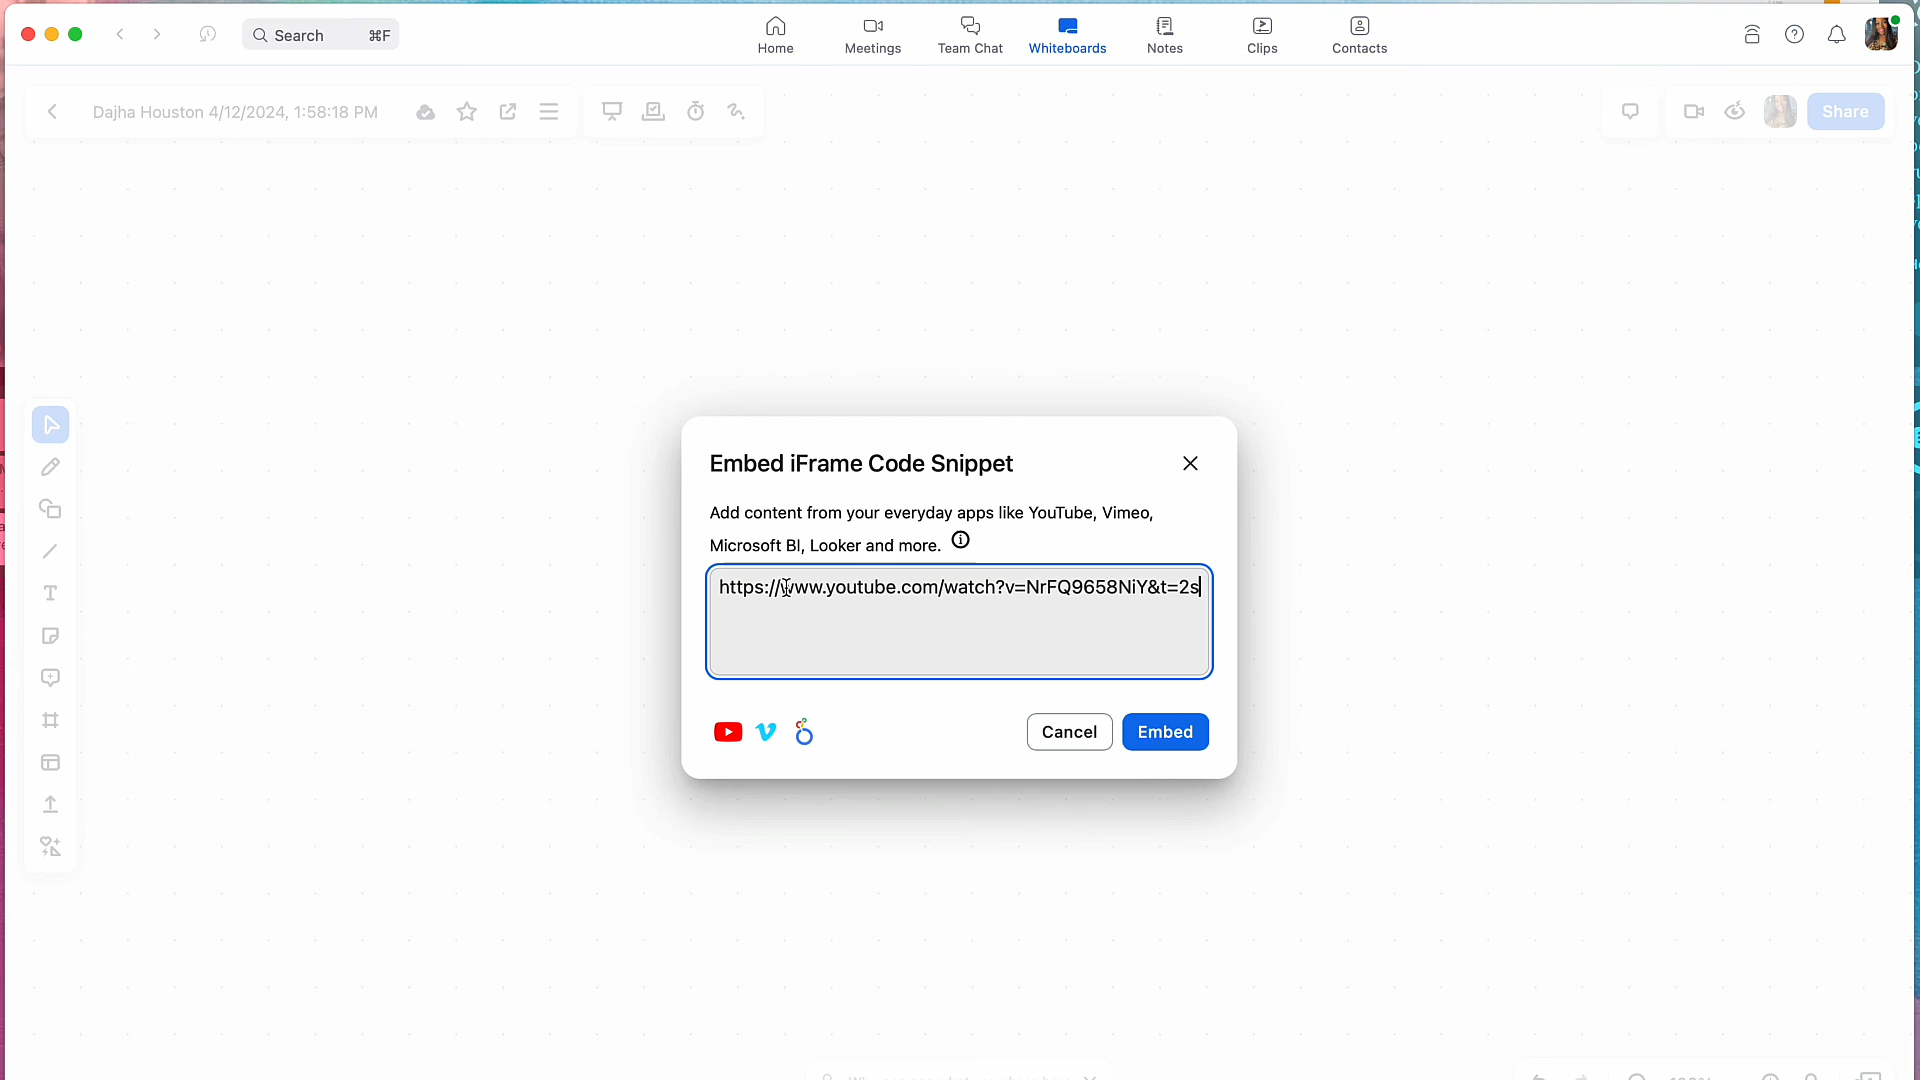 Search ⌘F
Home
Meetings
Team Chat
Whiteboards
Notes
Clips
Contacts
Dajha Houston 4/12/2024, 1:58:18 PM
Share
Embed iFrame Code Snippet
Add content from your everyday apps like YouTube, Vimeo,
Microsoft BI, Looker and more.
https://www.youtube.com/watch?v=NrFQ9658NiY&t=2s
Cancel
Embed